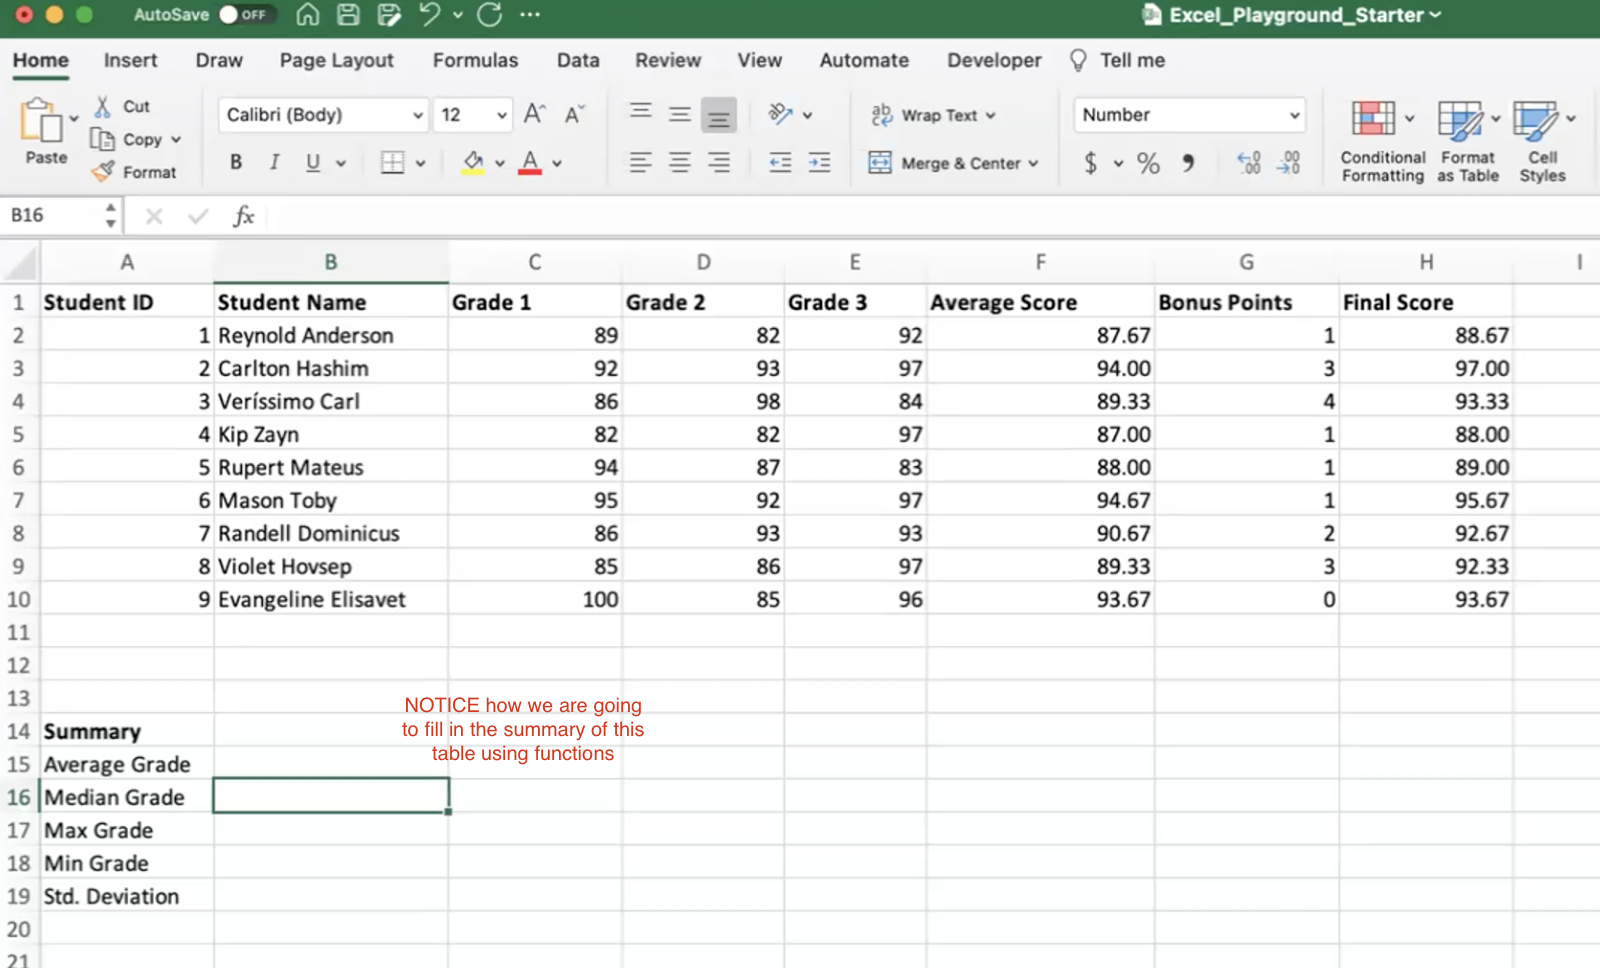 AutoSave OFF Excel_Playground_Starter
Home Insert Draw Page Layout Formulas Data Review View Automate Developer Tell me
Paste Cut Copy Format
Calibri (Body) 12 A A
B I U A
ab Wrap Text
Merge & Center
Number
$ % 9 .00 .00
Conditional Formatting
Format as Table
Cell Styles
B16 fx
A B C D E F G H I
1 Student ID Student Name Grade 1 Grade 2 Grade 3 Average Score Bonus Points Final Score
2 1 Reynold Anderson 89 82 92 87.67 1 88.67
3 2 Carlton Hashim 92 93 97 94.00 3 97.00
4 3 Veríssimo Carl 86 98 84 89.33 4 93.33
5 4 Kip Zayn 82 82 97 87.00 1 88.00
6 5 Rupert Mateus 94 87 83 88.00 1 89.00
7 6 Mason Toby 95 92 97 94.67 1 95.67
8 7 Randell Dominicus 86 93 93 90.67 2 92.67
9 8 Violet Hovsep 85 86 97 89.33 3 92.33
10 9 Evangeline Elisavet 100 85 96 93.67 0 93.67
11
12
13
NOTICE how we are going
to fill in the summary of this
table using functions
14 Summary
15 Average Grade
16 Median Grade
17 Max Grade
18 Min Grade
19 Std. Deviation
20
21